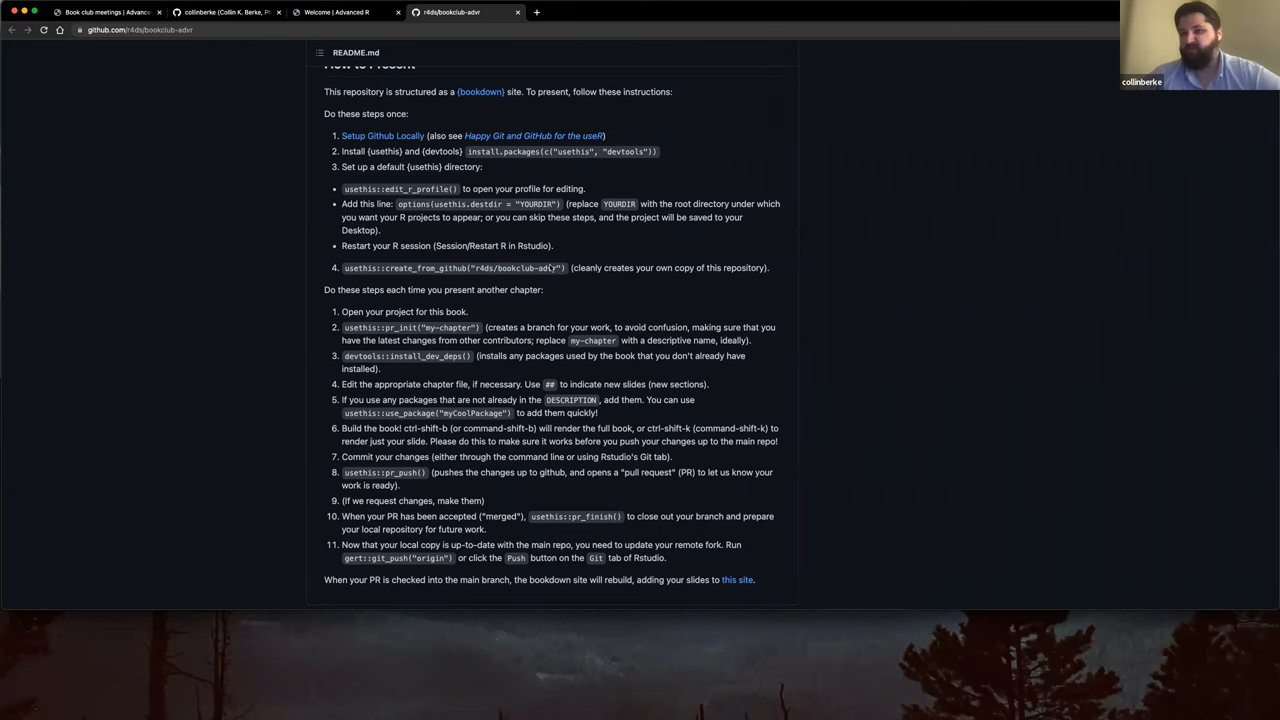 Book club meetings | Advance
collinberke (Collin K. Berke, Ph
Welcome | Advanced R
r4ds/bookclub-advr
github.com/r4ds/bookclub-advr
README.md
How to Present
This repository is structured as a {bookdown} site. To present, follow these instructions:
Do these steps once:
1. Setup Github Locally (also see Happy Git and GitHub for the useR)
2. Install {usethis} and {devtools} install.packages(c("usethis", "devtools"))
3. Set up a default {usethis} directory:
• usethis::edit_r_profile() to open your profile for editing.
• Add this line: options(usethis.destdir = "YOURDIR") (replace YOURDIR with the root directory under which
you want your R projects to appear; or you can skip these steps, and the project will be saved to your
Desktop).
• Restart your R session (Session/Restart R in Rstudio).
4. usethis::create_from_github("r4ds/bookclub-advr") (cleanly creates your own copy of this repository).
Do these steps each time you present another chapter:
1. Open your project for this book.
2. usethis::pr_init("my-chapter") (creates a branch for your work, to avoid confusion, making sure that you
have the latest changes from other contributors; replace my-chapter with a descriptive name, ideally).
3. devtools::install_dev_deps() (installs any packages used by the book that you don't already have
installed).
4. Edit the appropriate chapter file, if necessary. Use ## to indicate new slides (new sections).
5. If you use any packages that are not already in the DESCRIPTION, add them. You can use
usethis::use_package("myCoolPackage") to add them quickly!
6. Build the book! ctrl-shift-b (or command-shift-b) will render the full book, or ctrl-shift-k (command-shift-k) to
render just your slide. Please do this to make sure it works before you push your changes up to the main repo!
7. Commit your changes (either through the command line or using Rstudio's Git tab).
8. usethis::pr_push() (pushes the changes up to github, and opens a "pull request" (PR) to let us know your
work is ready).
9. (If we request changes, make them)
10. When your PR has been accepted ("merged"), usethis::pr_finish() to close out your branch and prepare
your local repository for future work.
11. Now that your local copy is up-to-date with the main repo, you need to update your remote fork. Run
gert::git_push("origin") or click the Push button on the Git tab of Rstudio.
When your PR is checked into the main branch, the bookdown site will rebuild, adding your slides to this site.
collinberke